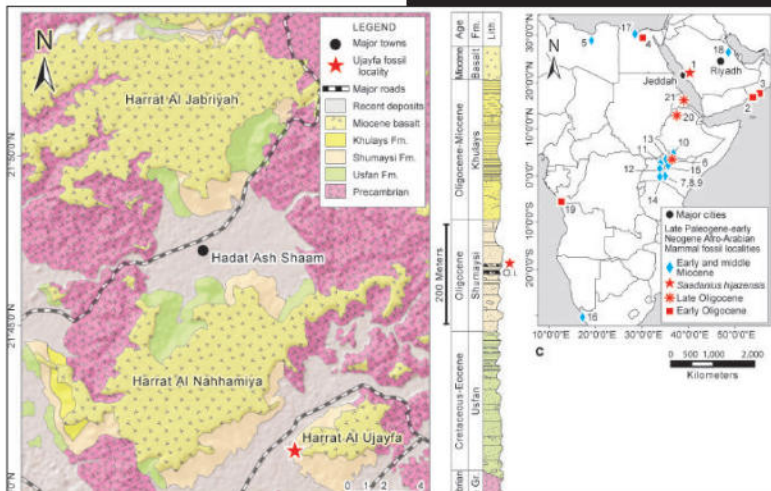 N
LEGEND
Major towns
Ujayfa fossil
locality
Major roads
Recent deposits
Miocene basalt
Khulays Fm.
Shumaysi Fm.
Usfan Fm.
Precambrian
Harrat Al Jabriyah
Hadat Ash Shaam
Harrat Al Nahhamiya
Harrat Al Ujayfa
21°50'0"N
21°45'0"N
0"N
0 1 2 4
Age Fm. Lith.
Miocene Basalt
Oligocene-Miocene Khulays
Oligocene Shumaysi
Cretaceous-Eocene Usfan
brian Gr.
200 Meters
O.i.
N
30°0'0"N
20°0'0"N
10°0'0"N
0°0'0"N
10°0'0"S
20°0'0"S
10°0'0"E 0°0'0"E 20°0'0"E 40°0'0"E 50°0'0"E
17
5
4
18
Riyadh
1
Jeddah
3
2
21
20
13
10
11
6
12
15
7,8,9
14
19
16
Major cities
Late Paleogene-early
Neogene Afro-Arabian
Mammal fossil localities
Early and middle
Miocene
Saadanius hijazensis
Late Oligocene
Early Oligocene
C
0 500 1,000 2,000
Kilometers